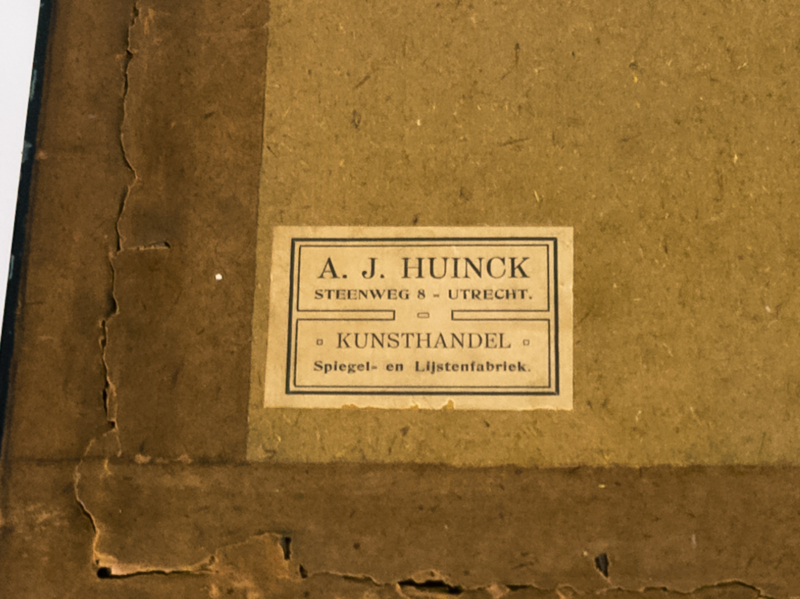 A. J. HUINCK
STEENWEG 8 - UTRECHT.
KUNSTHANDEL
Spiegel- en Lijstenfabriek.